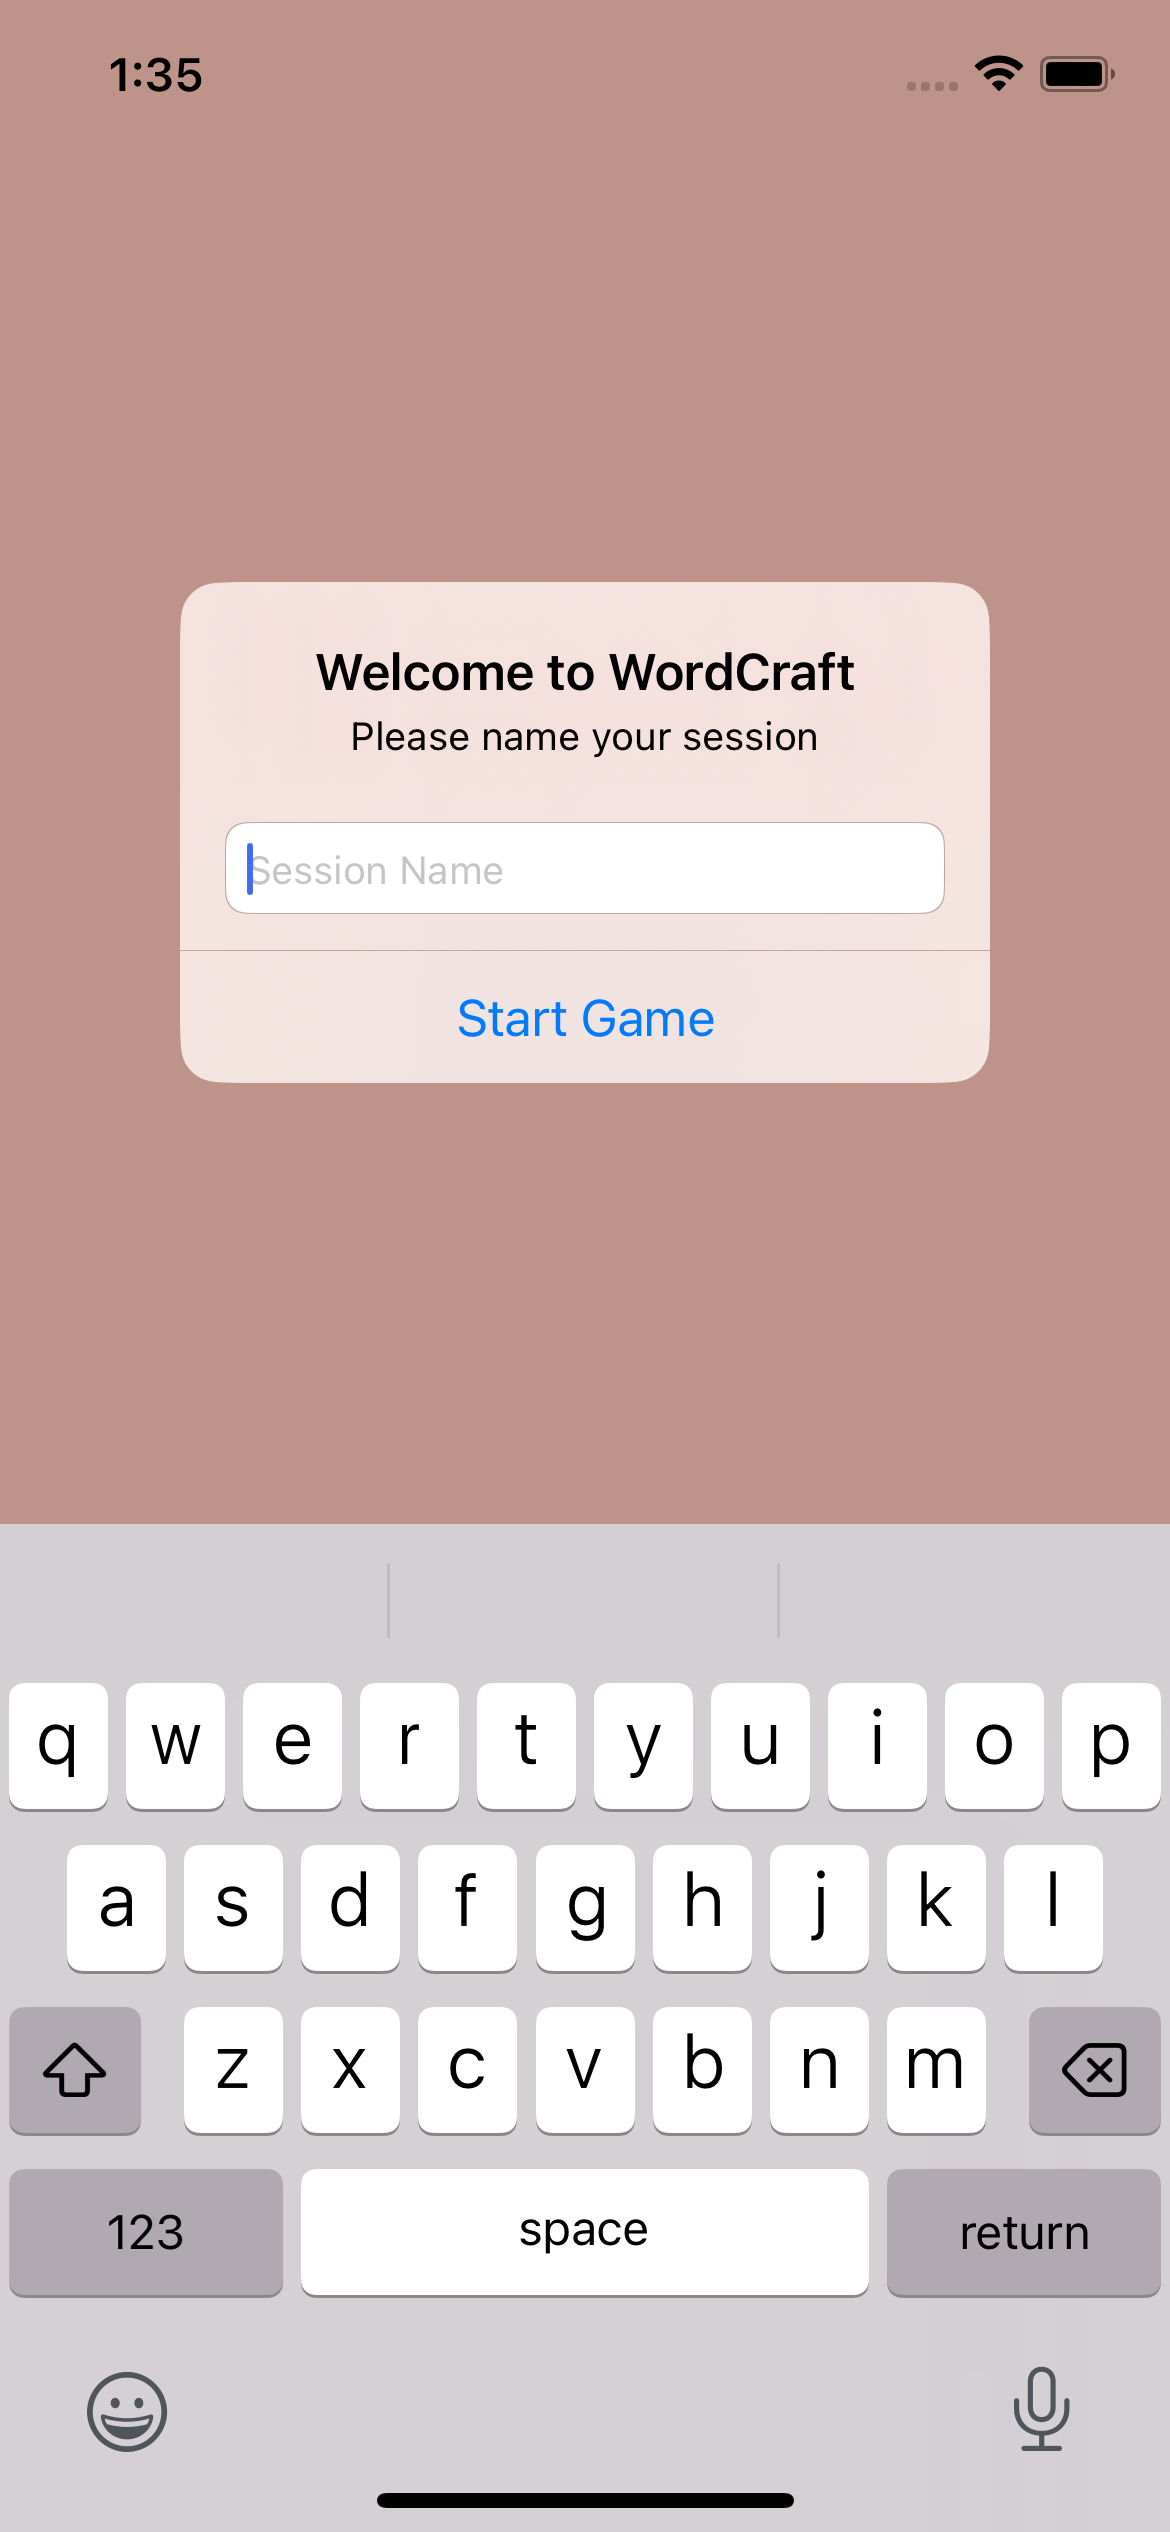 1:35
Welcome to WordCraft
Please name your session
Session Name
Start Game
q w e r t y u i o p
a s d f g h j k l
z x c v b n m
123 space return